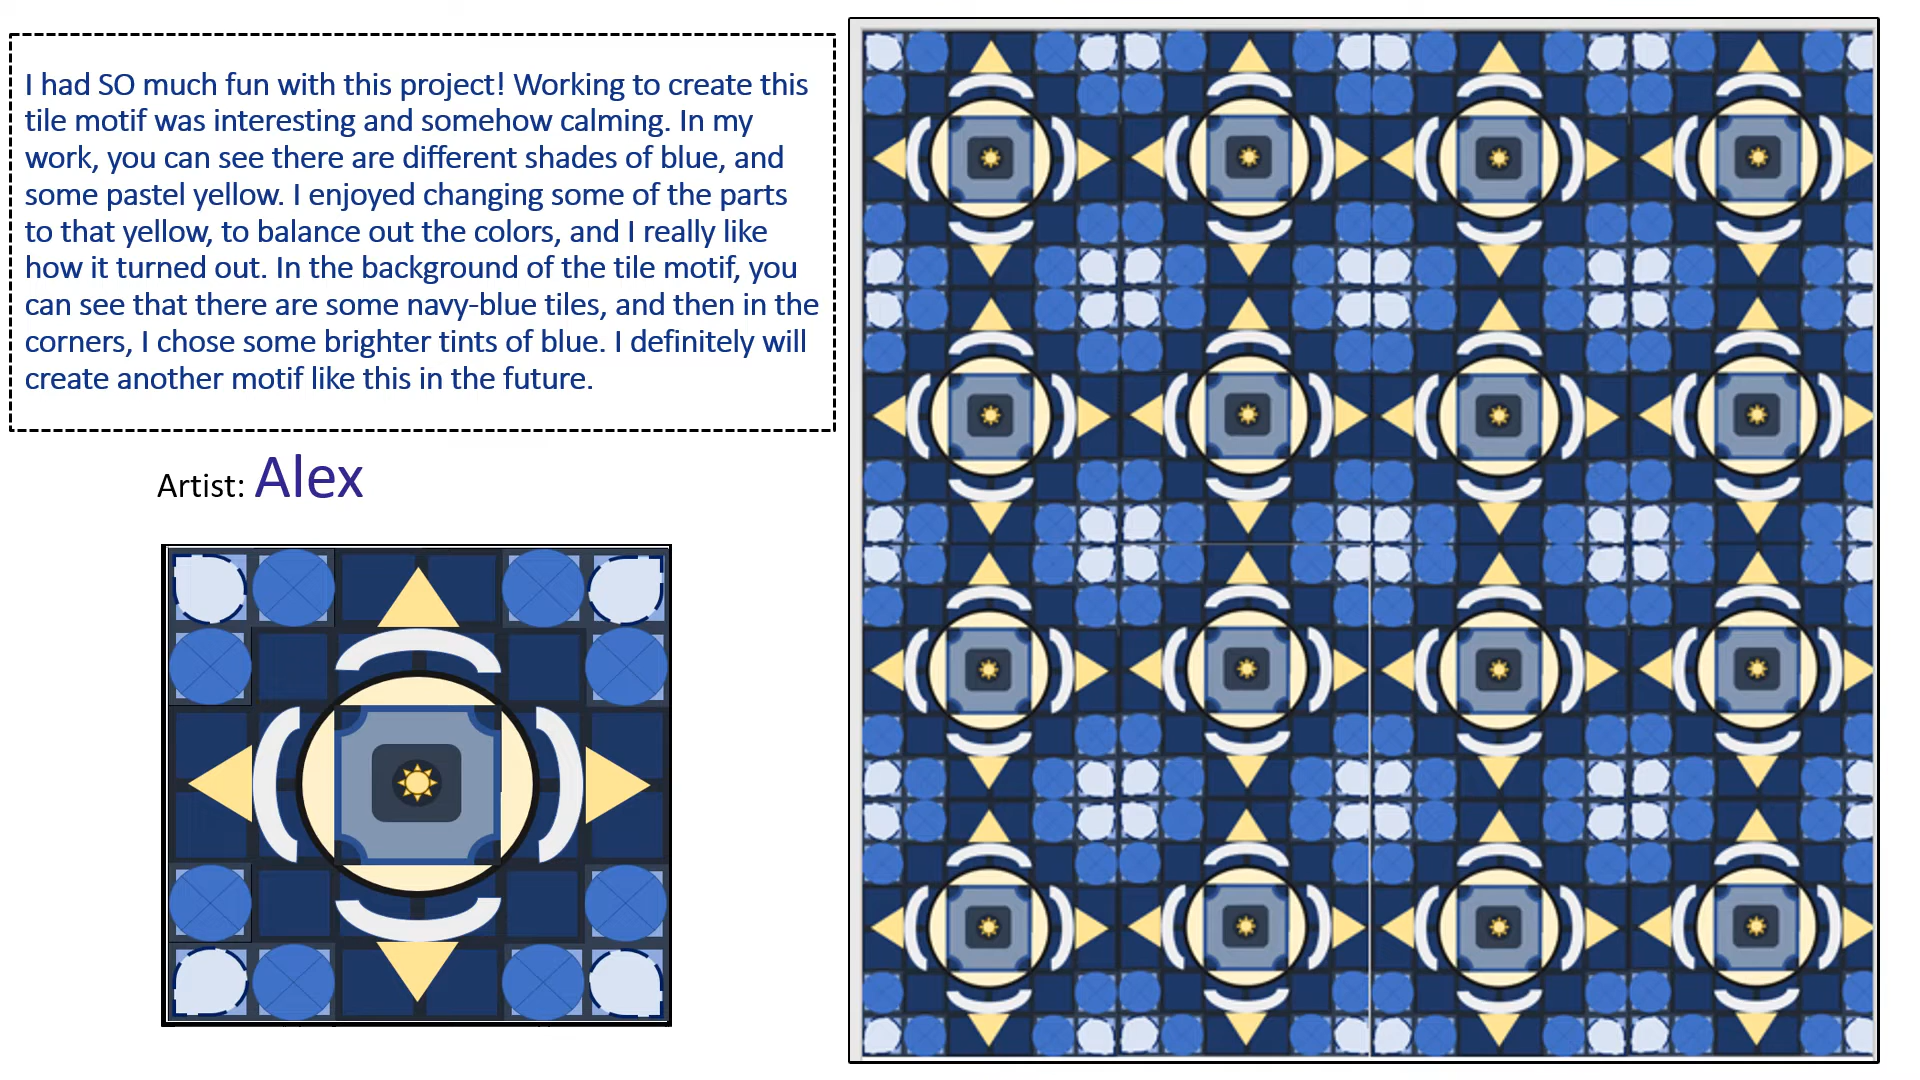 I had SO much fun with this project! Working to create this
tile motif was interesting and somehow calming. In my
work, you can see there are different shades of blue, and
some pastel yellow. I enjoyed changing some of the parts
to that yellow, to balance out the colors, and I really like
how it turned out. In the background of the tile motif, you
can see that there are some navy-blue tiles, and then in the
corners, I chose some brighter tints of blue. I definitely will
create another motif like this in the future.
Artist: Alex